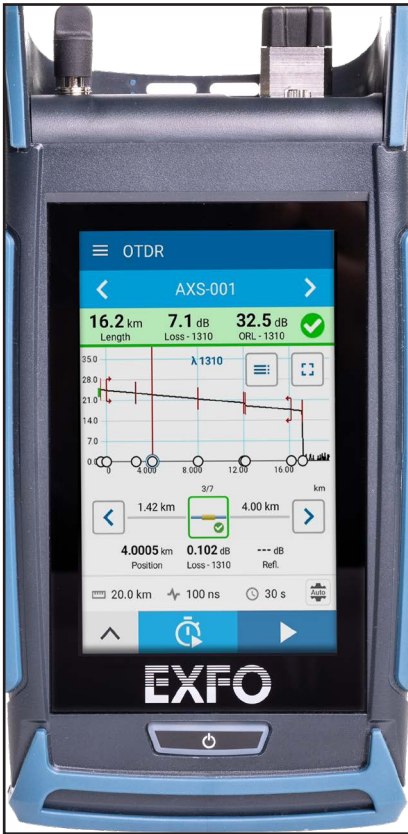 ☰ OTDR
AXS-001
16.2 km 7.1 dB 32.5 dB
Length Loss - 1310 ORL - 1310
λ 1310
35.0
28.0
21.0
14.0
7.0
0.0
0 4.000 8.000 12.00 16.00
3/7 km
1.42 km 4.00 km
4.0005 km 0.102 dB --- dB
Position Loss - 1310 Refl.
20.0 km 100 ns 30 s Auto
EXFO